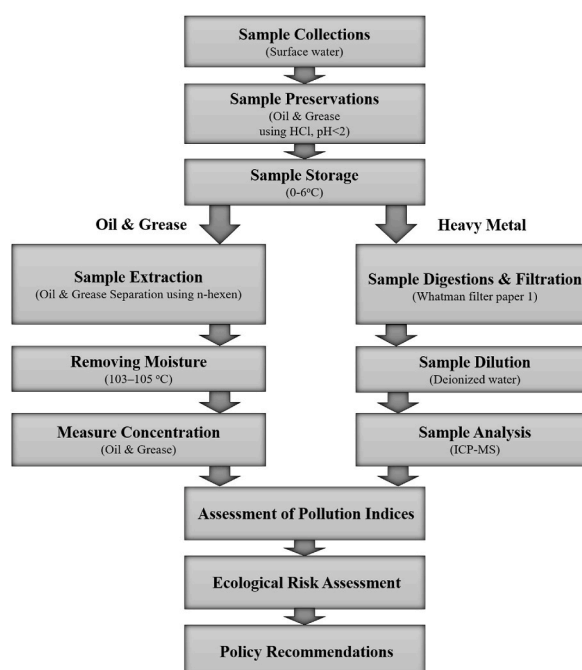 Sample Collections
(Surface water)
Sample Preservations
(Oil & Grease
using HCl, pH<2)
Sample Storage
(0-6°C)
Oil & Grease
Heavy Metal
Sample Extraction
(Oil & Grease Separation using n-hexen)
Sample Digestions & Filtration
(Whatman filter paper 1)
Removing Moisture
(103–105 °C)
Sample Dilution
(Deionized water)
Measure Concentration
(Oil & Grease)
Sample Analysis
(ICP-MS)
Assessment of Pollution Indices
Ecological Risk Assessment
Policy Recommendations